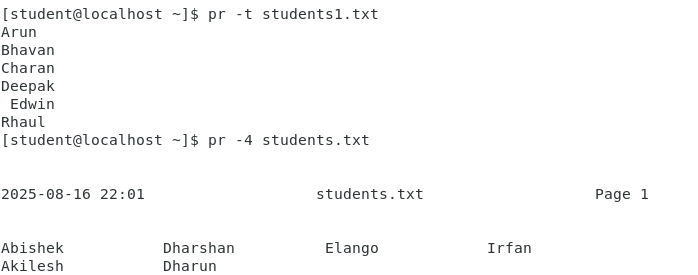 [student@localhost ~]$ pr -t students1.txt
Arun
Bhavan
Charan
Deepak
 Edwin
Rhaul
[student@localhost ~]$ pr -4 students.txt
2025-08-16 22:01                   students.txt                   Page 1
Abishek           Dharshan          Elango            Irfan
Akilesh           Dharun